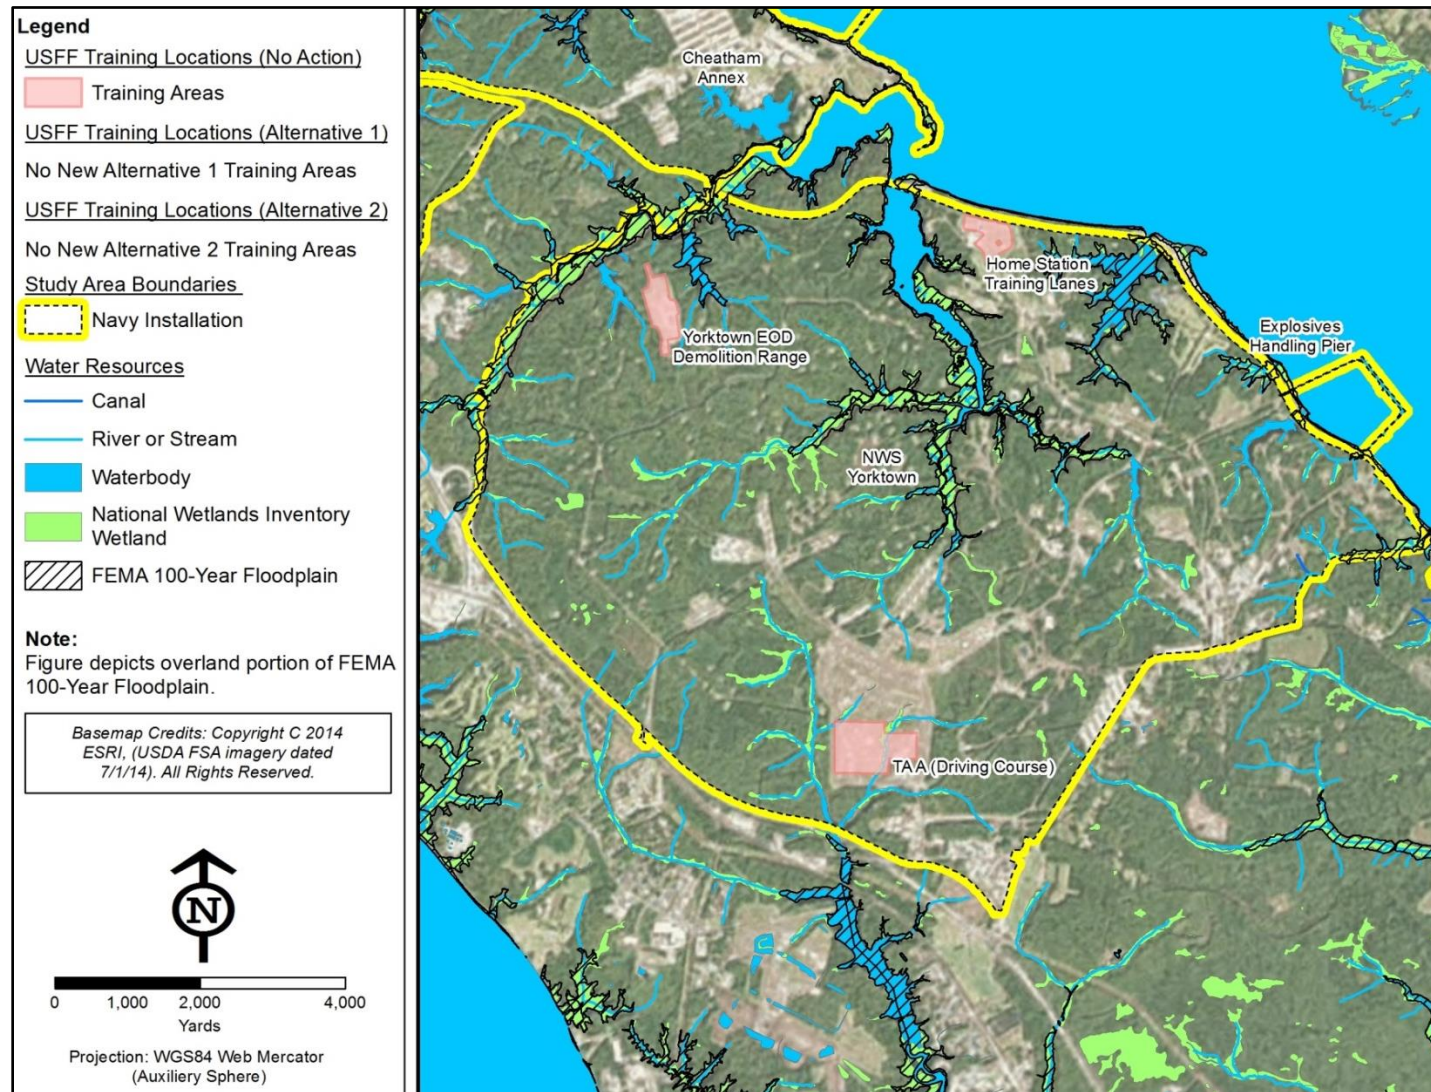 Legend
USFF Training Locations (No Action)
Training Areas
USFF Training Locations (Alternative 1)
No New Alternative 1 Training Areas
USFF Training Locations (Alternative 2)
No New Alternative 2 Training Areas
Study Area Boundaries
Navy Installation
Water Resources
Canal
River or Stream
Waterbody
National Wetlands Inventory
Wetland
FEMA 100-Year Floodplain
Note:
Figure depicts overland portion of FEMA
100-Year Floodplain.
Basemap Credits: Copyright C 2014
ESRI, (USDA FSA imagery dated
7/1/14). All Rights Reserved.
N
0 1,000 2,000 4,000
Yards
Projection: WGS84 Web Mercator
(Auxiliery Sphere)
Cheatham
Annex
Home Station
Training Lanes
Explosives
Handling Pier
Yorktown EOD
Demolition Range
NWS
Yorktown
TAA (Driving Course)